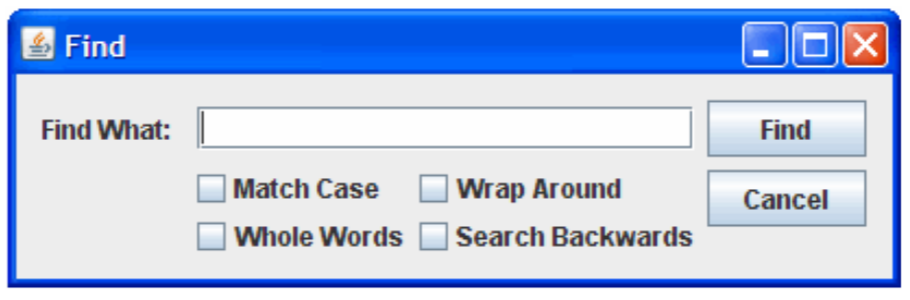 Find
Find What:
Find
Match Case
Wrap Around
Cancel
Whole Words
Search Backwards